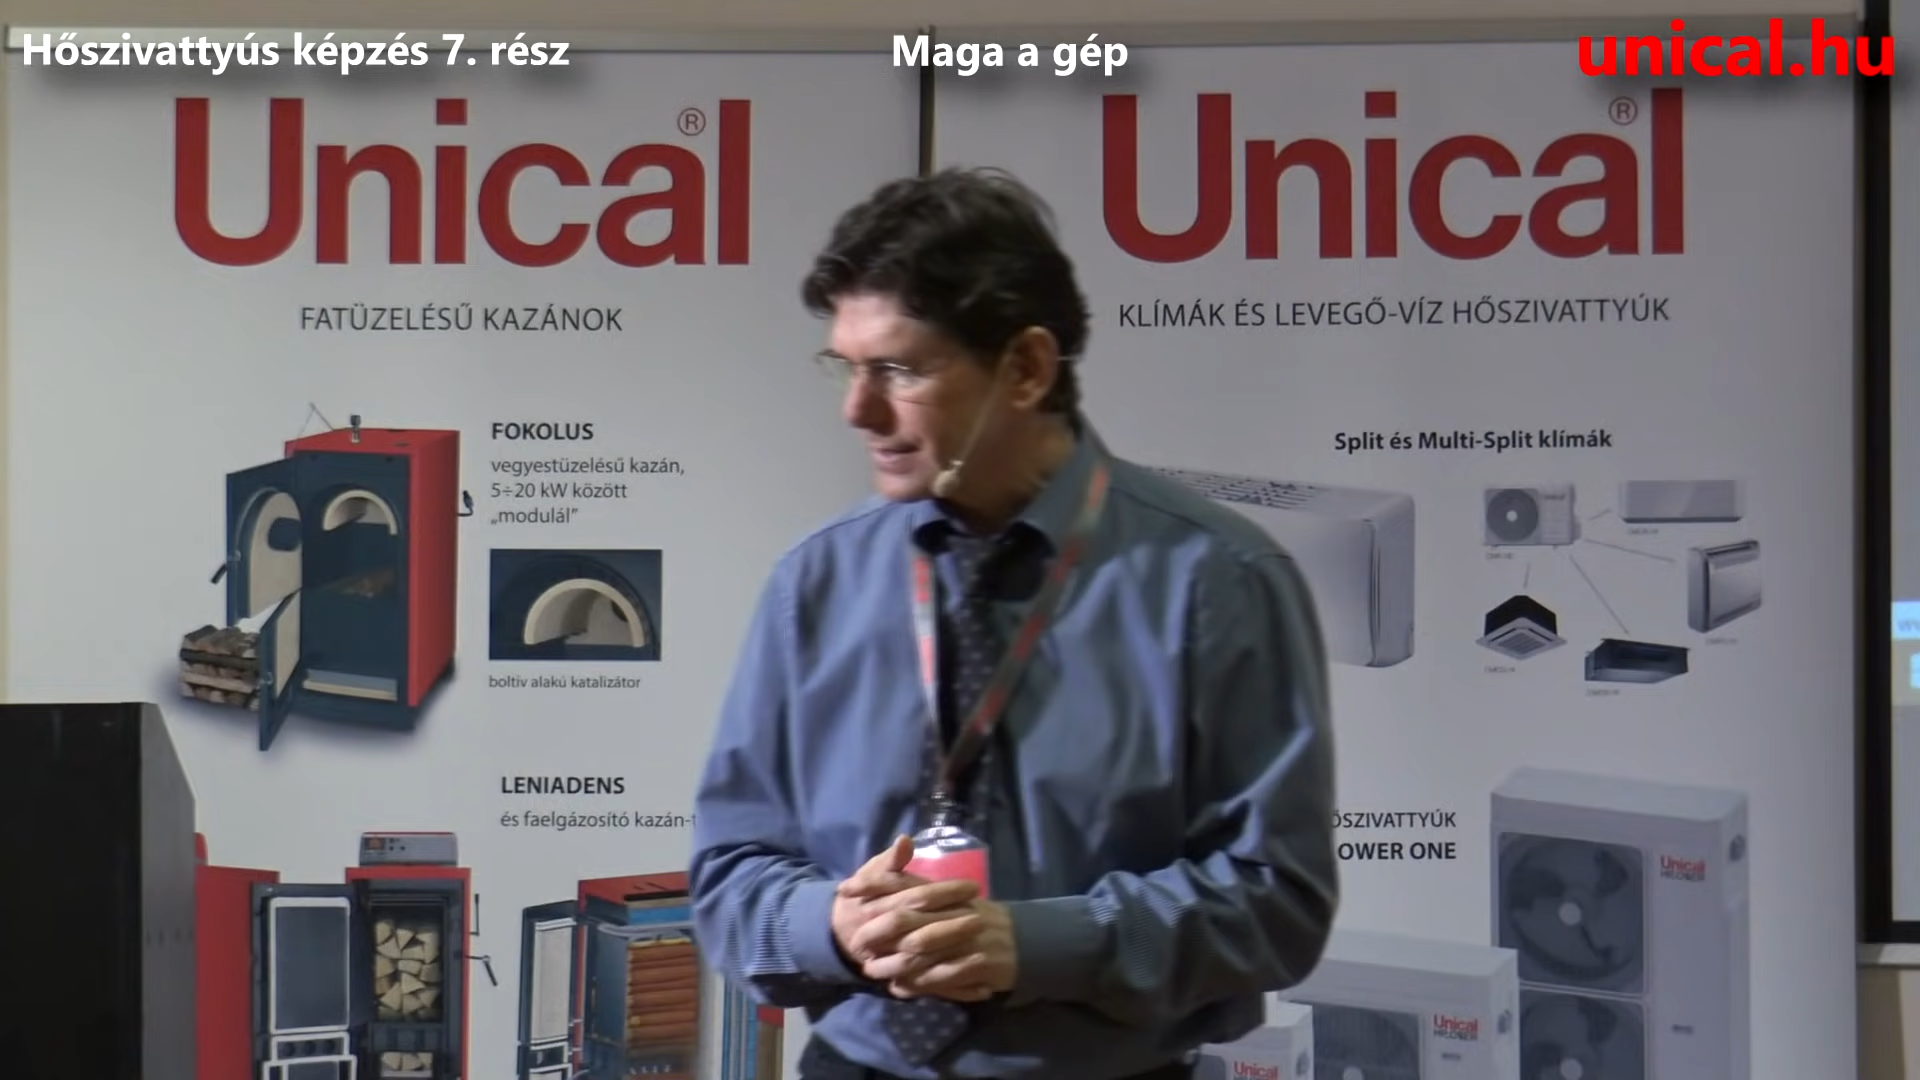 Hőszivattyús képzés 7. rész
Maga a gép
unical.hu
Unical®
FATÜZELÉSŰ KAZÁNOK
FOKOLUS
vegyestüzelésű kazán,
5÷20 kW között
„modulál”
boltív alakú katalizátor
LENIADENS
és faelgázosító kazán-
Unical®
KLÍMÁK ÉS LEVEGŐ-VÍZ HŐSZIVATTYÚK
Split és Multi-Split klímák
ŐSZIVATTYÚK
OWER ONE
Unical
Unical
Unical